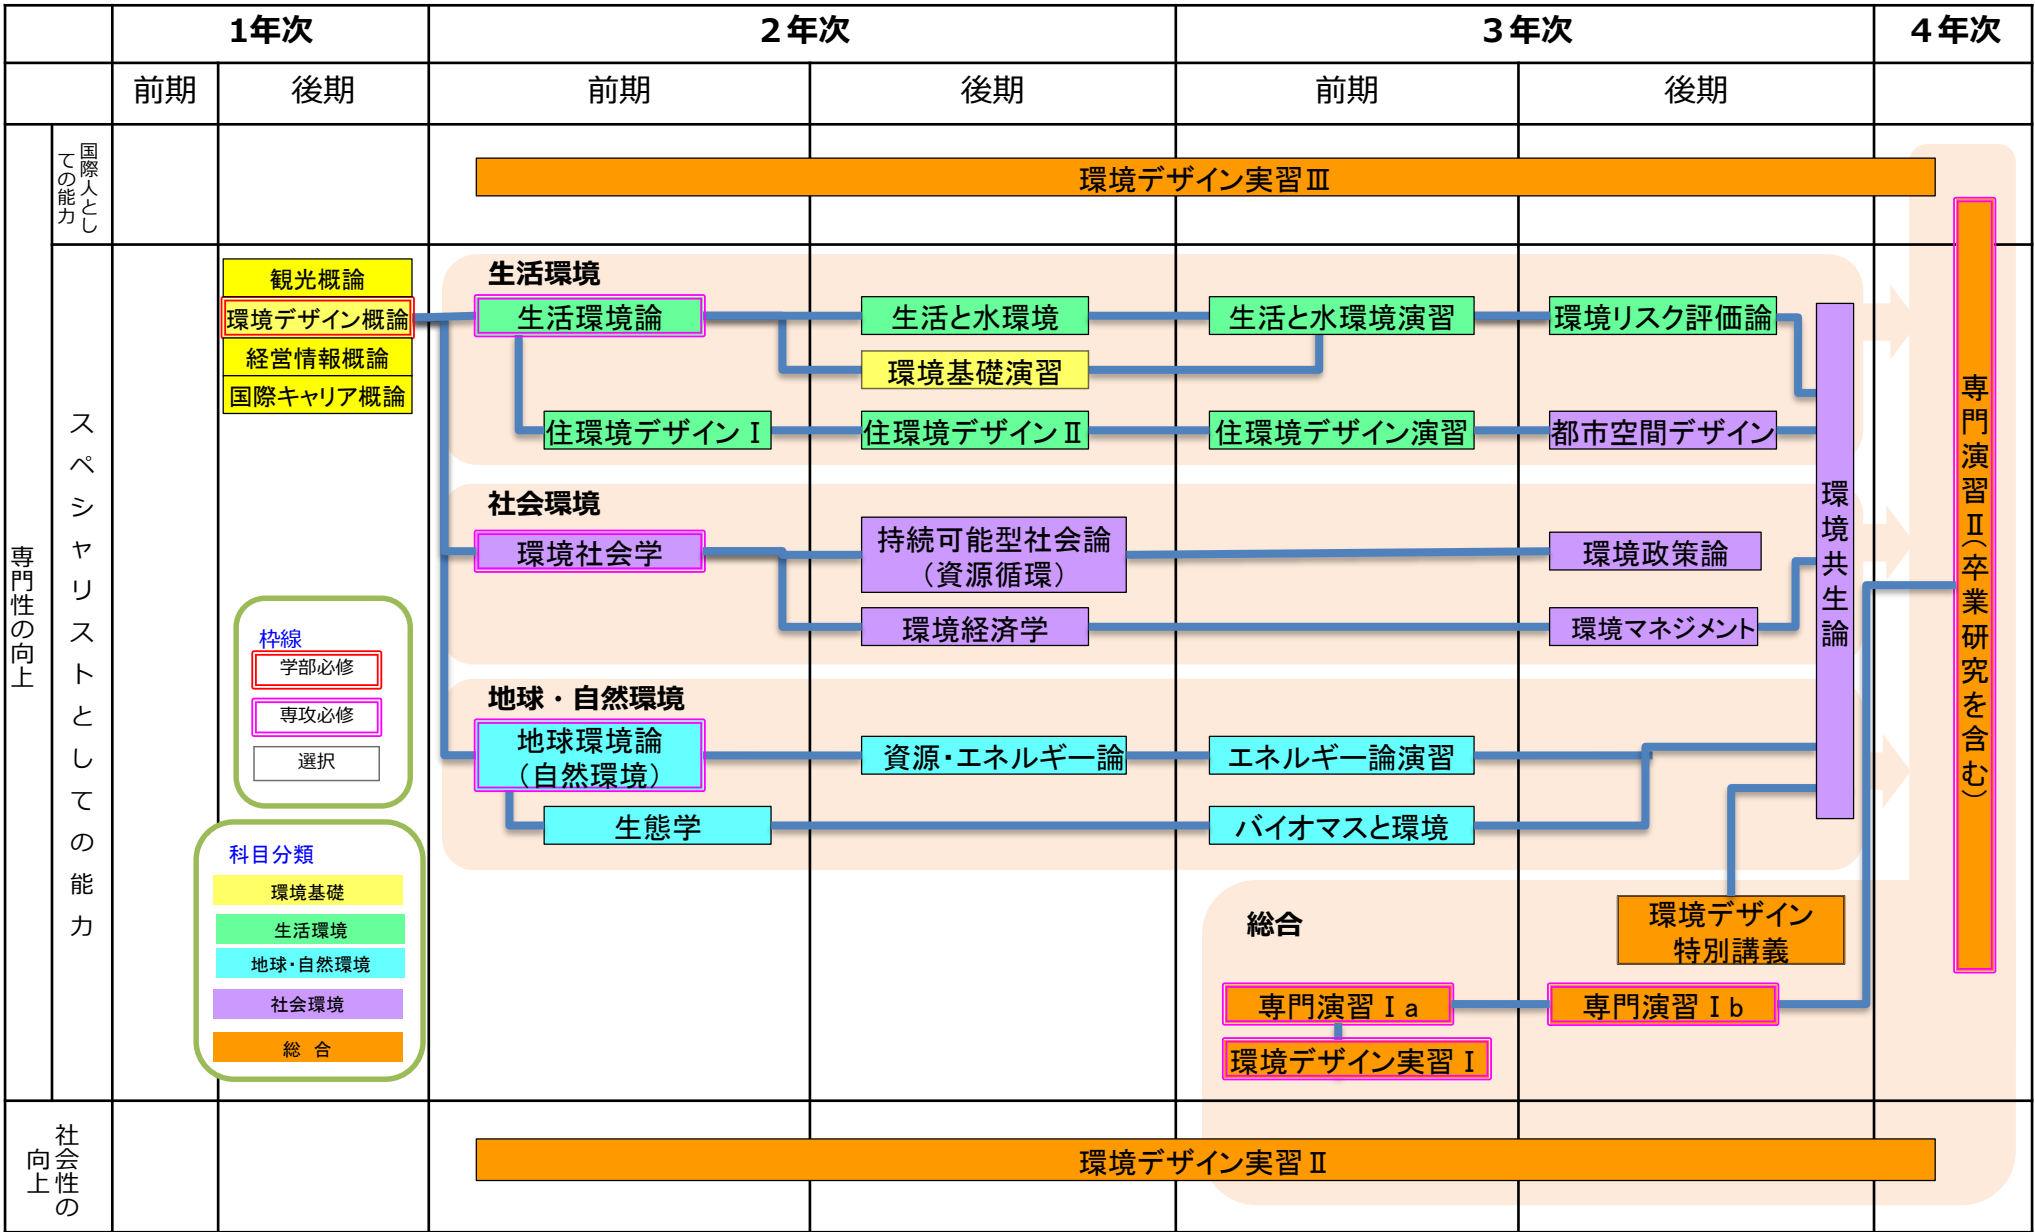 1年次
２年次
３年次
４年次
前期
後期
前期
後期
前期
後期
専門性の向上
国際人とし
ての能力
環境デザイン実習Ⅲ
スペシャリストとしての能力
観光概論
環境デザイン概論
経営情報概論
国際キャリア概論
生活環境
生活環境論
生活と水環境
生活と水環境演習
環境リスク評価論
環境基礎演習
住環境デザインⅠ
住環境デザインⅡ
住環境デザイン演習
都市空間デザイン
社会環境
環境社会学
持続可能型社会論
（資源循環）
環境政策論
環境経済学
環境マネジメント
地球・自然環境
地球環境論
（自然環境）
資源・エネルギー論
エネルギー論演習
生態学
バイオマスと環境
環境共生論
専門演習Ⅱ（卒業研究を含む）
総合
環境デザイン
特別講義
専門演習Ⅰa
専門演習Ⅰb
環境デザイン実習Ⅰ
枠線
学部必修
専攻必修
選択
科目分類
環境基礎
生活環境
地球・自然環境
社会環境
総 合
社会性の
向上
環境デザイン実習Ⅱ